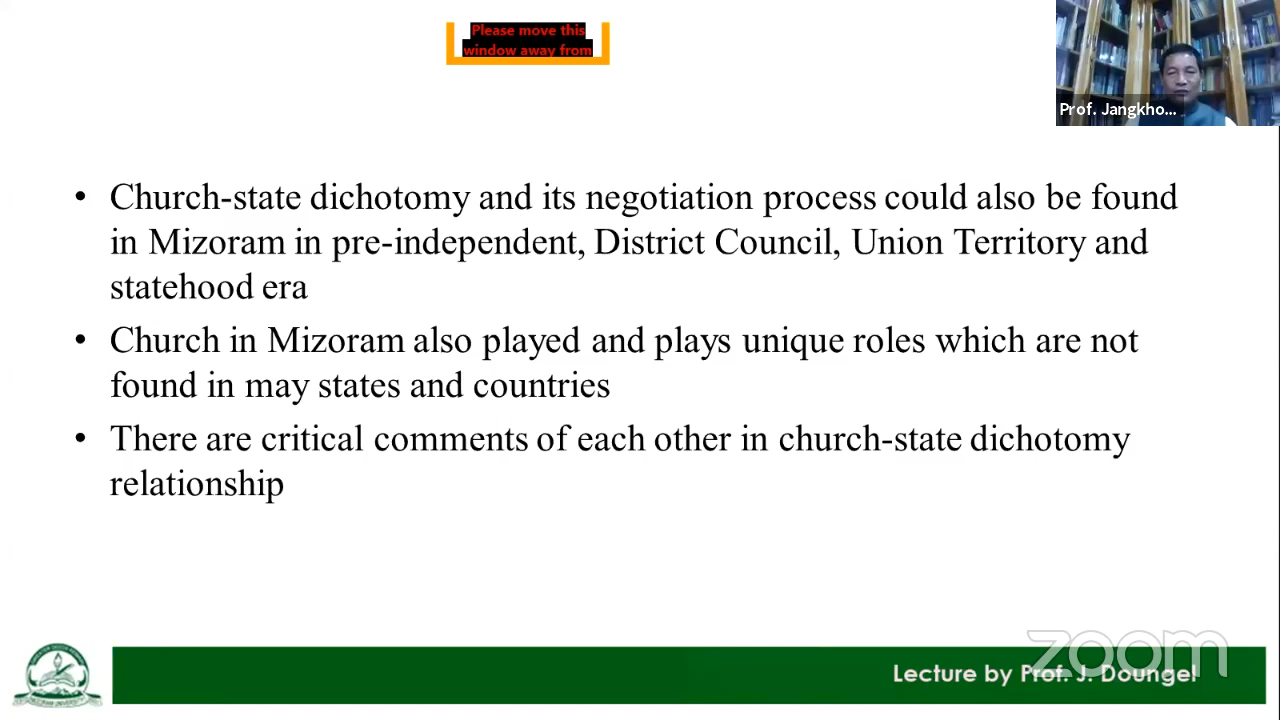 Please move this
window away from
Prof. Jangkho...
• Church-state dichotomy and its negotiation process could also be found
in Mizoram in pre-independent, District Council, Union Territory and
statehood era
• Church in Mizoram also played and plays unique roles which are not
found in may states and countries
• There are critical comments of each other in church-state dichotomy
relationship
zoom
Lecture by Prof. J. Doungel